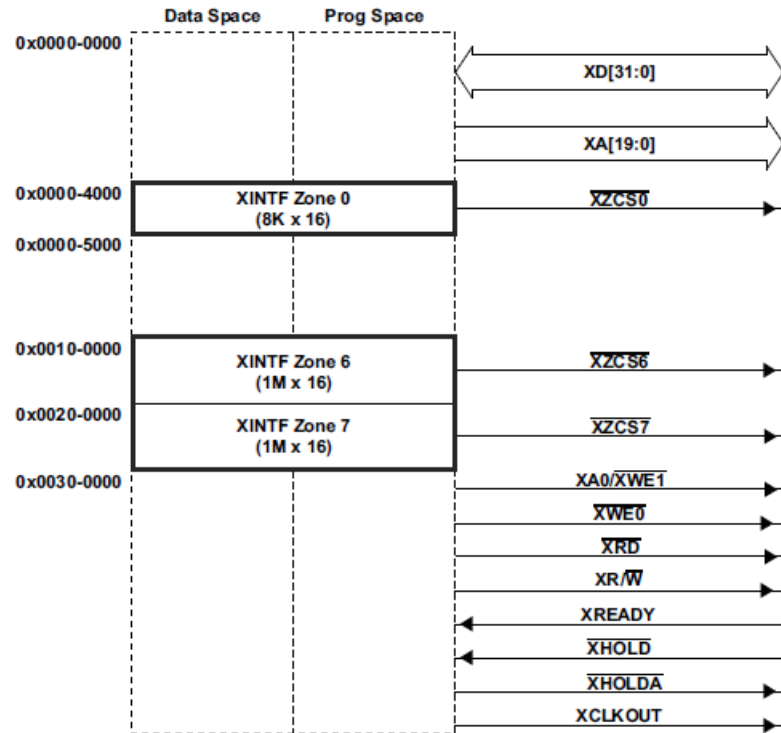 Data Space Prog Space
0x0000-0000
XD[31:0]
XA[19:0]
0x0000-4000
XINTF Zone 0
(8K x 16)
XZCS0
0x0000-5000
0x0010-0000
XINTF Zone 6
(1M x 16)
XZCS6
0x0020-0000
XINTF Zone 7
(1M x 16)
XZCS7
0x0030-0000
XA0/XWE1
XWE0
XRD
XR/W
XREADY
XHOLD
XHOLDA
XCLKOUT